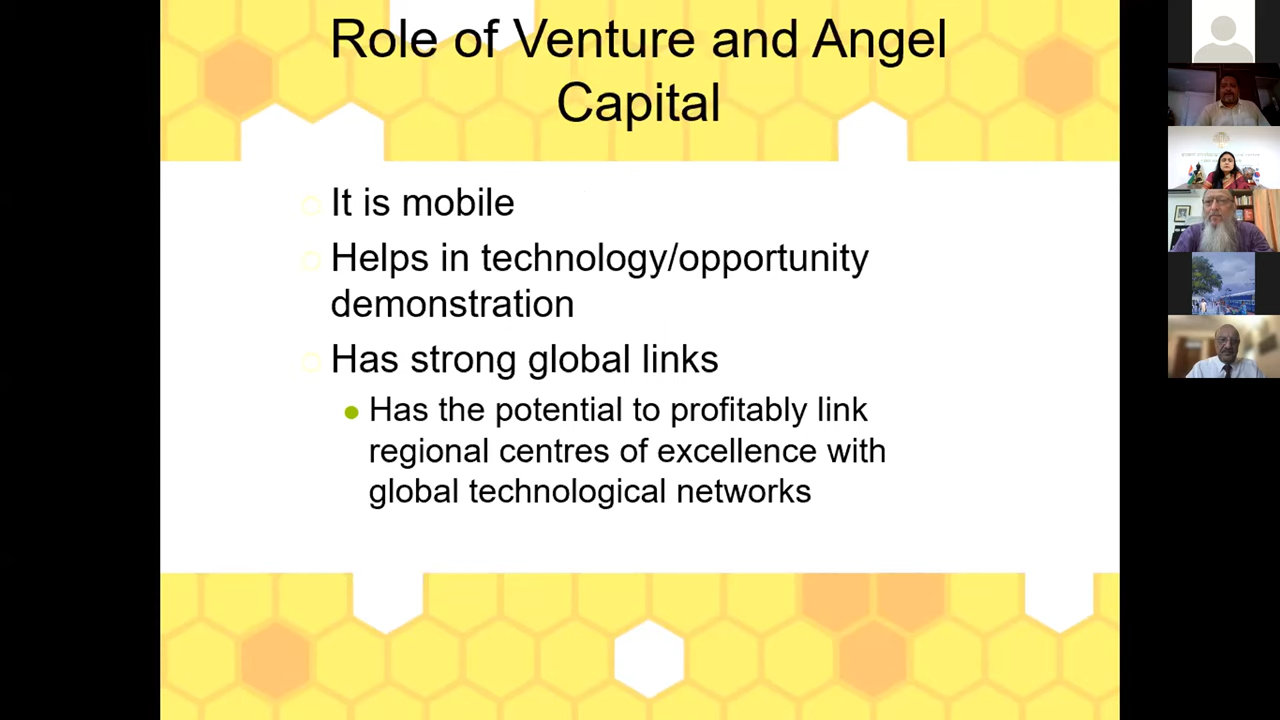 Role of Venture and Angel
Capital
It is mobile
Helps in technology/opportunity
demonstration
Has strong global links
Has the potential to profitably link
regional centres of excellence with
global technological networks